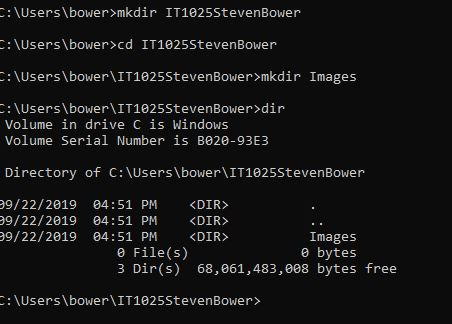 C:\Users\bower>mkdir IT1025StevenBower
C:\Users\bower>cd IT1025StevenBower
C:\Users\bower\IT1025StevenBower>mkdir Images
C:\Users\bower\IT1025StevenBower>dir
Volume in drive C is Windows
Volume Serial Number is B020-93E3
Directory of C:\Users\bower\IT1025StevenBower
09/22/2019  04:51 PM    <DIR>          .
09/22/2019  04:51 PM    <DIR>          ..
09/22/2019  04:51 PM    <DIR>          Images
0 File(s)              0 bytes
3 Dir(s)  68,061,483,008 bytes free
C:\Users\bower\IT1025StevenBower>